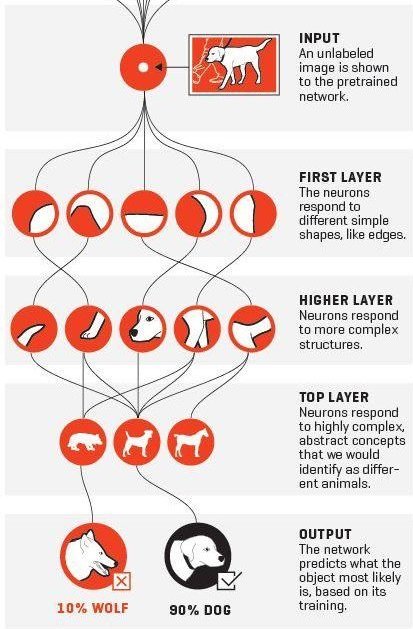 INPUT
An unlabeled
image is shown
to the pretrained
network.
FIRST LAYER
The neurons
respond to
different simple
shapes, like edges.
HIGHER LAYER
Neurons respond
to more complex
structures.
TOP LAYER
Neurons respond
to highly complex,
abstract concepts
that we would
identify as differ-
ent animals.
OUTPUT
The network
predicts what the
object most likely
is, based on its
training.
10% WOLF
90% DOG